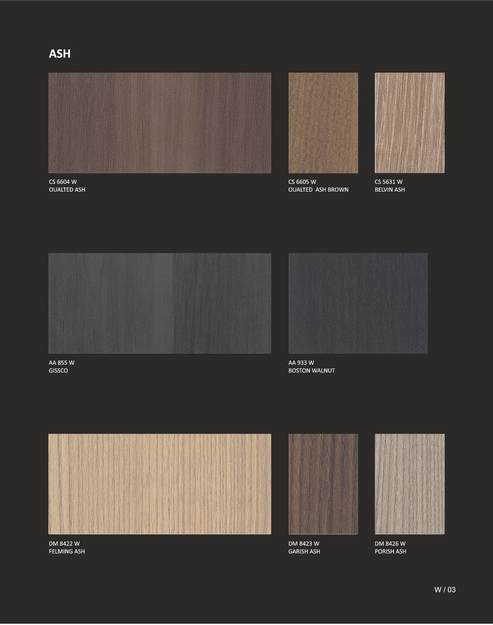 ASH
CS 6604 W
OUALTED ASH
CS 6605 W
OUALTED ASH BROWN
CS 5631 W
BELVIN ASH
AA 855 W
GISSCO
AA 933 W
BOSTON WALNUT
DM 8422 W
FELMING ASH
DM 8423 W
GARISH ASH
DM 8426 W
PORISH ASH
W / 03